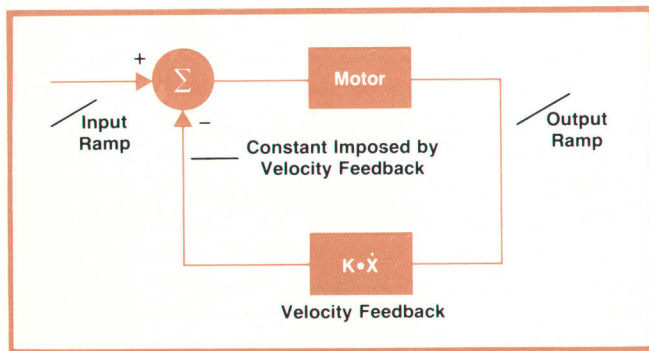 +
Σ
Motor
−
Input
Ramp
Constant Imposed by
Velocity Feedback
Output
Ramp
K•Ẋ
Velocity Feedback